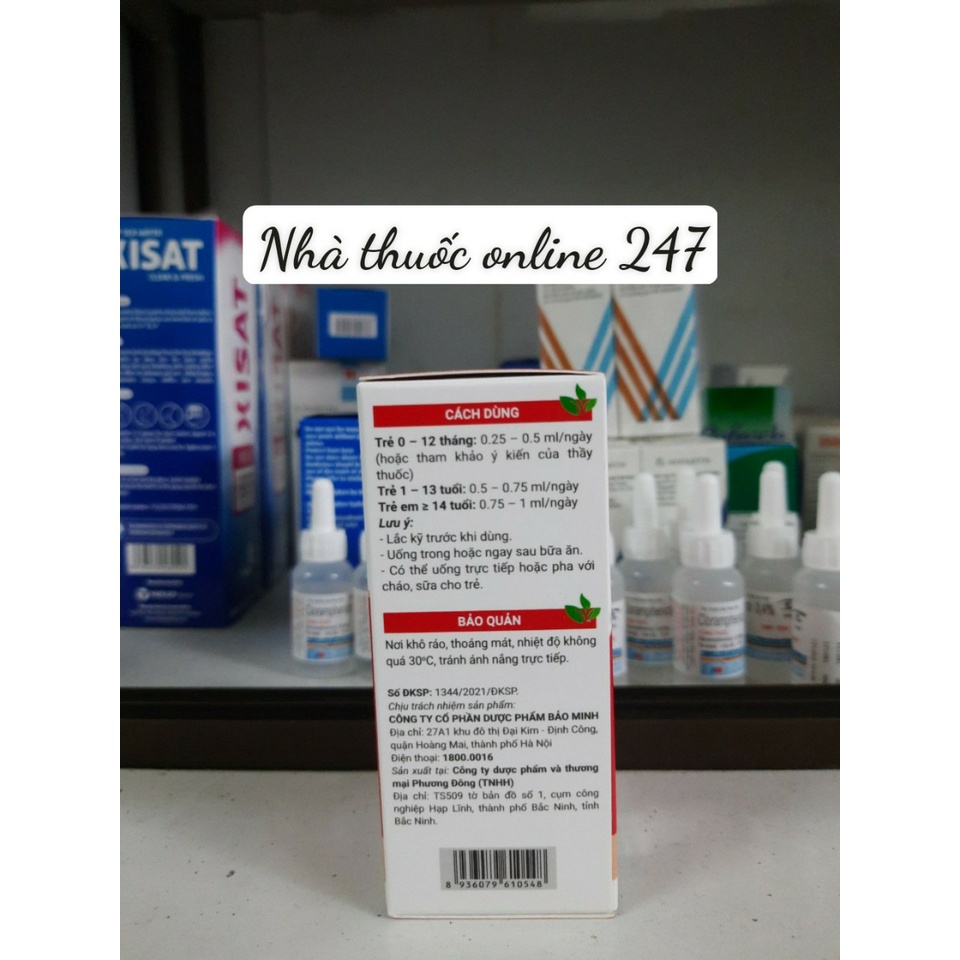 Nhà thuốc online 247
XISAT
XISAT
CÁCH DÙNG
Trẻ 0 – 12 tháng: 0.25 – 0.5 ml/ngày
(hoặc tham khảo ý kiến của thầy
thuốc)
Trẻ 1 – 13 tuổi: 0.5 – 0.75 ml/ngày
Trẻ em ≥ 14 tuổi: 0.75 – 1 ml/ngày
Lưu ý:
- Lắc kỹ trước khi dùng.
- Uống trong hoặc ngay sau bữa ăn.
- Có thể uống trực tiếp hoặc pha với
cháo, sữa cho trẻ.
BẢO QUẢN
Nơi khô ráo, thoáng mát, nhiệt độ không
quá 30°C, tránh ánh nắng trực tiếp.
Số ĐKSP: 1344/2021/ĐKSP.
Chịu trách nhiệm sản phẩm:
CÔNG TY CỔ PHẦN DƯỢC PHẨM BẢO MINH
Địa chỉ: 27A1 khu đô thị Đại Kim - Định Công,
quận Hoàng Mai, thành phố Hà Nội
Điện thoại: 1800.0016
Sản xuất tại: Công ty dược phẩm và thương
mại Phương Đông (TNHH)
Địa chỉ: TS509 tờ bản đồ số 1, cụm công
nghiệp Hạp Lĩnh, thành phố Bắc Ninh, tỉnh
Bắc Ninh.
8 936079 610548